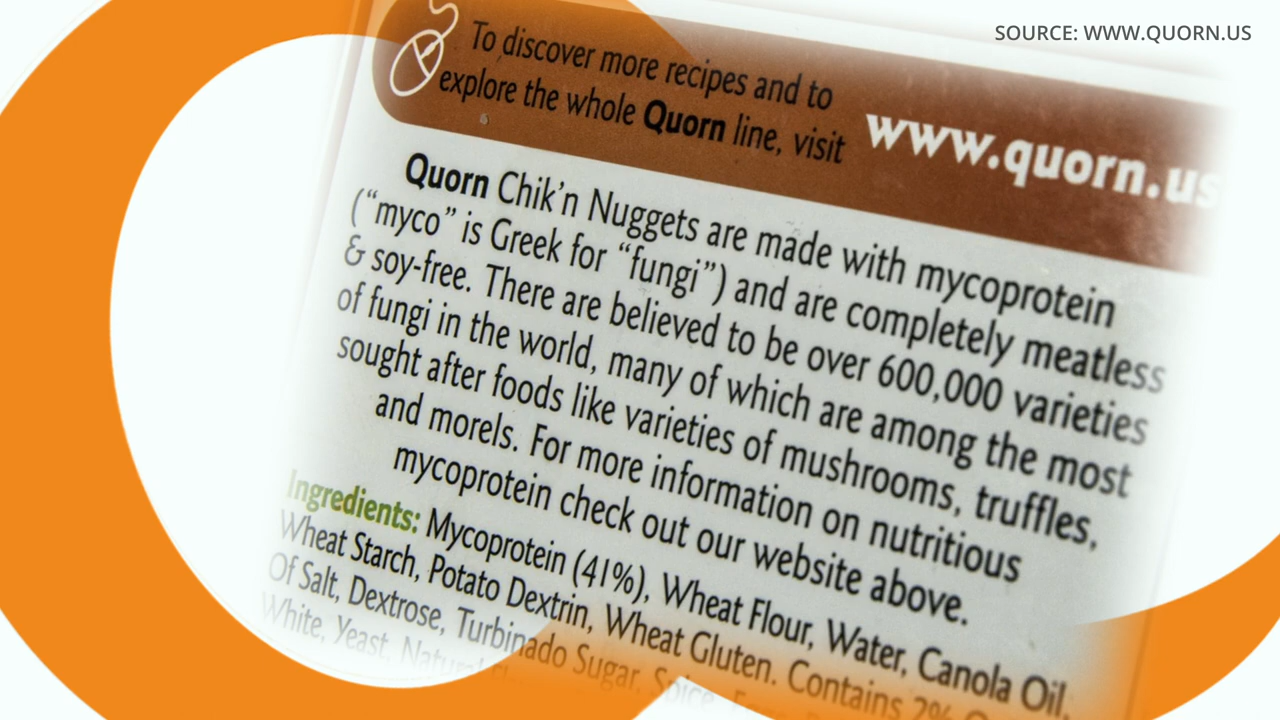 SOURCE: WWW.QUORN.US
To discover more recipes and to
explore the whole Quorn line, visit
www.quorn.us
Quorn Chik’n Nuggets are made with mycoprotein
(“myco” is Greek for “fungi”) and are completely meatless
& soy-free. There are believed to be over 600,000 varieties
of fungi in the world, many of which are among the most
sought after foods like varieties of mushrooms, truffles,
and morels. For more information on nutritious
mycoprotein check out our website above.
Ingredients: Mycoprotein (41%), Wheat Flour, Water, Canola Oil,
Wheat Starch, Potato Dextrin, Wheat Gluten. Contains 2%
Of Salt, Dextrose, Turbinado Sugar, Spice,
White, Yeast, Natural